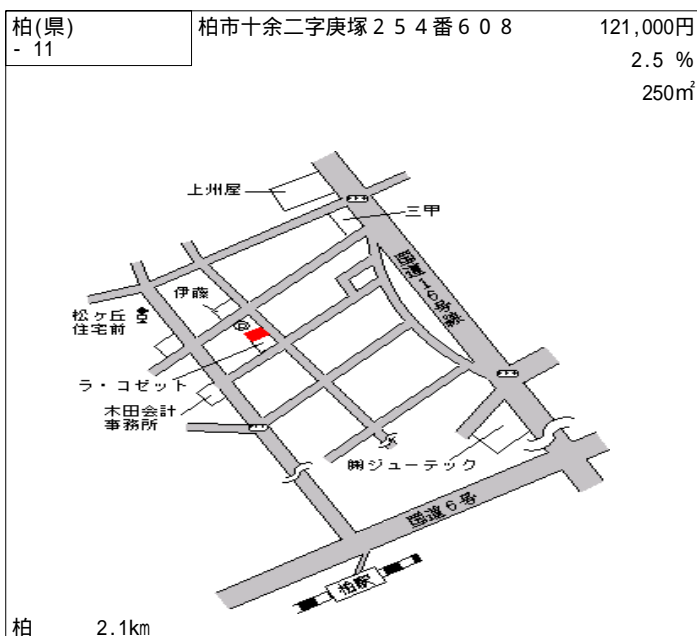 柏(県)
- 11
柏市十余二字庚塚２５４番６０８
121,000円
2.5 %
250㎡
上州屋
三甲
国道16号線
伊藤
松ヶ丘
住宅前
ラ・コゼット
木田会計
事務所
㈱ジューテック
国道6号
柏駅
柏 2.1km